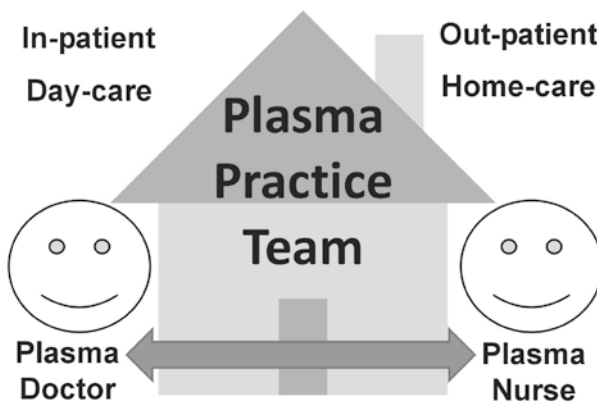 In-patient
Day-care
Out-patient
Home-care
Plasma
Practice
Team
Plasma
Doctor
Plasma
Nurse